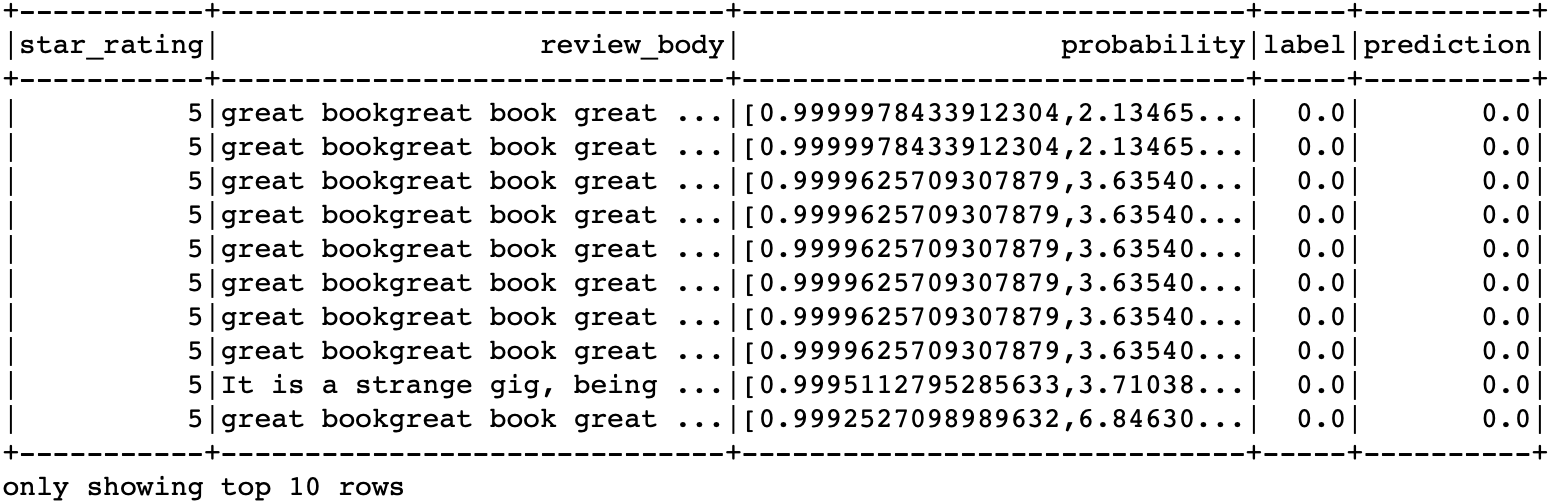 +-----------+------------------------------+------------------------------+-----+----------+
|star_rating|                   review_body|                   probability|label|prediction|
+-----------+------------------------------+------------------------------+-----+----------+
|          5|great bookgreat book great ...|[0.9999978433912304,2.13465...|  0.0|       0.0|
|          5|great bookgreat book great ...|[0.9999978433912304,2.13465...|  0.0|       0.0|
|          5|great bookgreat book great ...|[0.9999625709307879,3.63540...|  0.0|       0.0|
|          5|great bookgreat book great ...|[0.9999625709307879,3.63540...|  0.0|       0.0|
|          5|great bookgreat book great ...|[0.9999625709307879,3.63540...|  0.0|       0.0|
|          5|great bookgreat book great ...|[0.9999625709307879,3.63540...|  0.0|       0.0|
|          5|great bookgreat book great ...|[0.9999625709307879,3.63540...|  0.0|       0.0|
|          5|great bookgreat book great ...|[0.9999625709307879,3.63540...|  0.0|       0.0|
|          5|It is a strange gig, being ...|[0.9995112795285633,3.71038...|  0.0|       0.0|
|          5|great bookgreat book great ...|[0.9992527098989632,6.84630...|  0.0|       0.0|
+-----------+------------------------------+------------------------------+-----+----------+
only showing top 10 rows